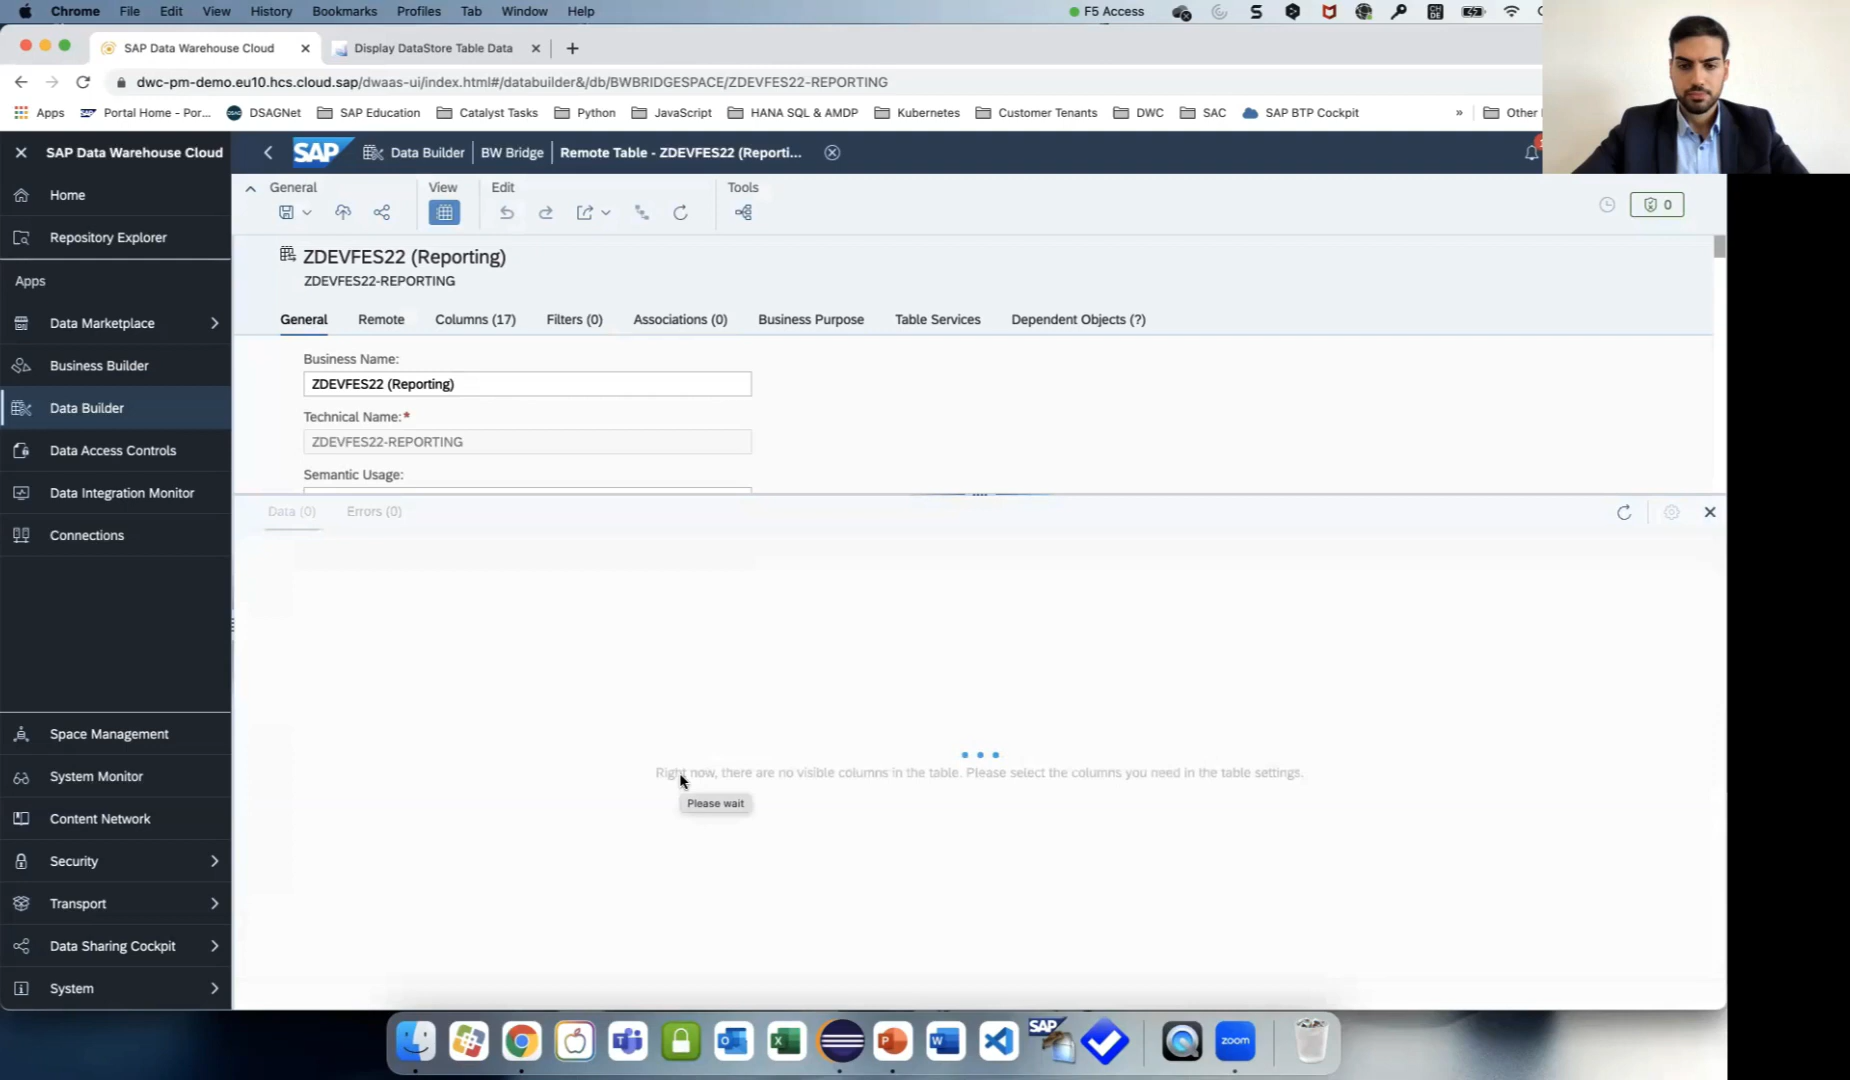 Chrome File Edit View History Bookmarks Profiles Tab Window Help F5 Access
SAP Data Warehouse Cloud Display DataStore Table Data
dwc-pm-demo.eu10.hcs.cloud.sap/dwaas-ui/index.html#/databuilder&/db/BWBRIDGESPACE/ZDEVFES22-REPORTING
Apps Portal Home - Por... DSAGNet SAP Education Catalyst Tasks Python JavaScript HANA SQL & AMDP Kubernetes Customer Tenants DWC SAC SAP BTP Cockpit » Other
SAP Data Warehouse Cloud
SAP Data Builder BW Bridge Remote Table - ZDEVFES22 (Reporti...
Home
Repository Explorer
Apps
Data Marketplace
Business Builder
Data Builder
Data Access Controls
Data Integration Monitor
Connections
Space Management
System Monitor
Content Network
Security
Transport
Data Sharing Cockpit
System
General View Edit Tools
0
ZDEVFES22 (Reporting)
ZDEVFES22-REPORTING
General Remote Columns (17) Filters (0) Associations (0) Business Purpose Table Services Dependent Objects (?)
Business Name:
ZDEVFES22 (Reporting)
Technical Name:*
ZDEVFES22-REPORTING
Semantic Usage:
Data (0) Errors (0)
Right now, there are no visible columns in the table. Please select the columns you need in the table settings.
Please wait
SAP
zoom